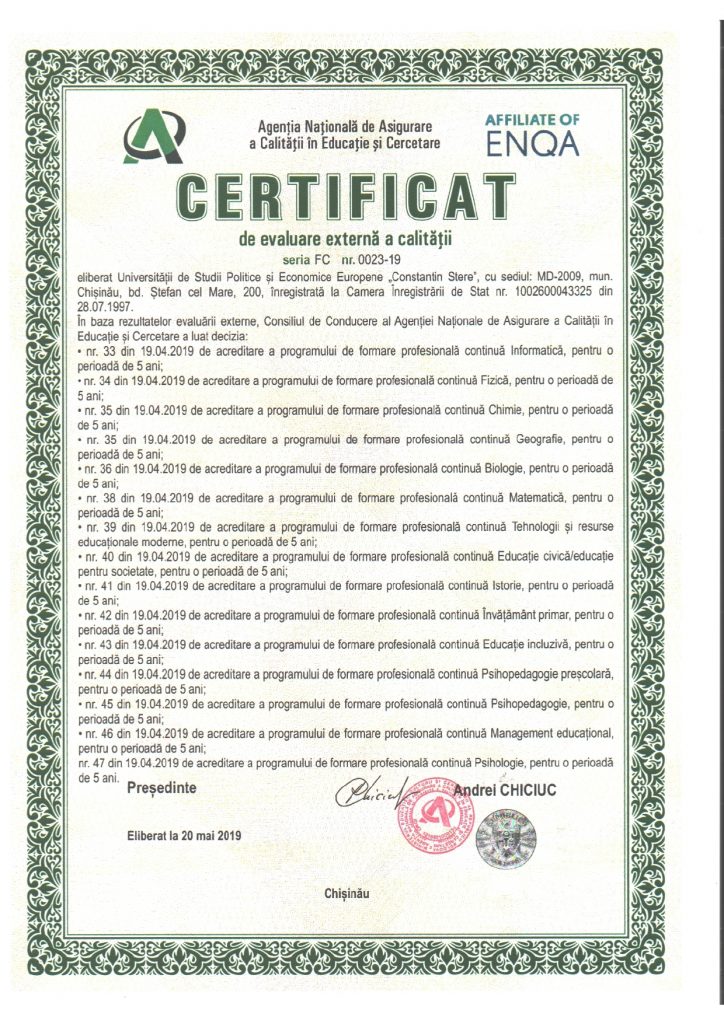 Agenția Națională de Asigurare
a Calității în Educație și Cercetare
AFFILIATE OF
ENQA
CERTIFICAT
de evaluare externă a calității
seria FC nr. 0023-19
eliberat Universității de Studii Politice și Economice Europene „Constantin Stere”, cu sediul: MD-2009, mun.
Chișinău, bd. Ștefan cel Mare, 200, înregistrată la Camera Înregistrării de Stat nr. 1002600043325 din
28.07.1997.
În baza rezultatelor evaluării externe, Consiliul de Conducere al Agenției Naționale de Asigurare a Calității în
Educație și Cercetare a luat decizia:
• nr. 33 din 19.04.2019 de acreditare a programului de formare profesională continuă Informatică, pentru o
perioadă de 5 ani;
• nr. 34 din 19.04.2019 de acreditare a programului de formare profesională continuă Fizică, pentru o perioadă de
5 ani;
• nr. 35 din 19.04.2019 de acreditare a programului de formare profesională continuă Chimie, pentru o perioadă
de 5 ani;
• nr. 35 din 19.04.2019 de acreditare a programului de formare profesională continuă Geografie, pentru o
perioadă de 5 ani;
• nr. 36 din 19.04.2019 de acreditare a programului de formare profesională continuă Biologie, pentru o perioadă
de 5 ani;
• nr. 38 din 19.04.2019 de acreditare a programului de formare profesională continuă Matematică, pentru o
perioadă de 5 ani;
• nr. 39 din 19.04.2019 de acreditare a programului de formare profesională continuă Tehnologii și resurse
educaționale moderne, pentru o perioadă de 5 ani;
• nr. 40 din 19.04.2019 de acreditare a programului de formare profesională continuă Educație civică/educație
pentru societate, pentru o perioadă de 5 ani;
• nr. 41 din 19.04.2019 de acreditare a programului de formare profesională continuă Istorie, pentru o perioadă
de 5 ani;
• nr. 42 din 19.04.2019 de acreditare a programului de formare profesională continuă Învățământ primar, pentru o
perioadă de 5 ani;
• nr. 43 din 19.04.2019 de acreditare a programului de formare profesională continuă Educație incluzivă, pentru o
perioadă de 5 ani;
• nr. 44 din 19.04.2019 de acreditare a programului de formare profesională continuă Psihopedagogie preșcolară,
pentru o perioadă de 5 ani;
• nr. 45 din 19.04.2019 de acreditare a programului de formare profesională continuă Psihopedagogie, pentru o
perioadă de 5 ani;
• nr. 46 din 19.04.2019 de acreditare a programului de formare profesională continuă Management educațional,
pentru o perioadă de 5 ani;
nr. 47 din 19.04.2019 de acreditare a programului de formare profesională continuă Psihologie, pentru o perioadă
de 5 ani.
Președinte
Andrei CHICIUC
Eliberat la 20 mai 2019
Chișinău